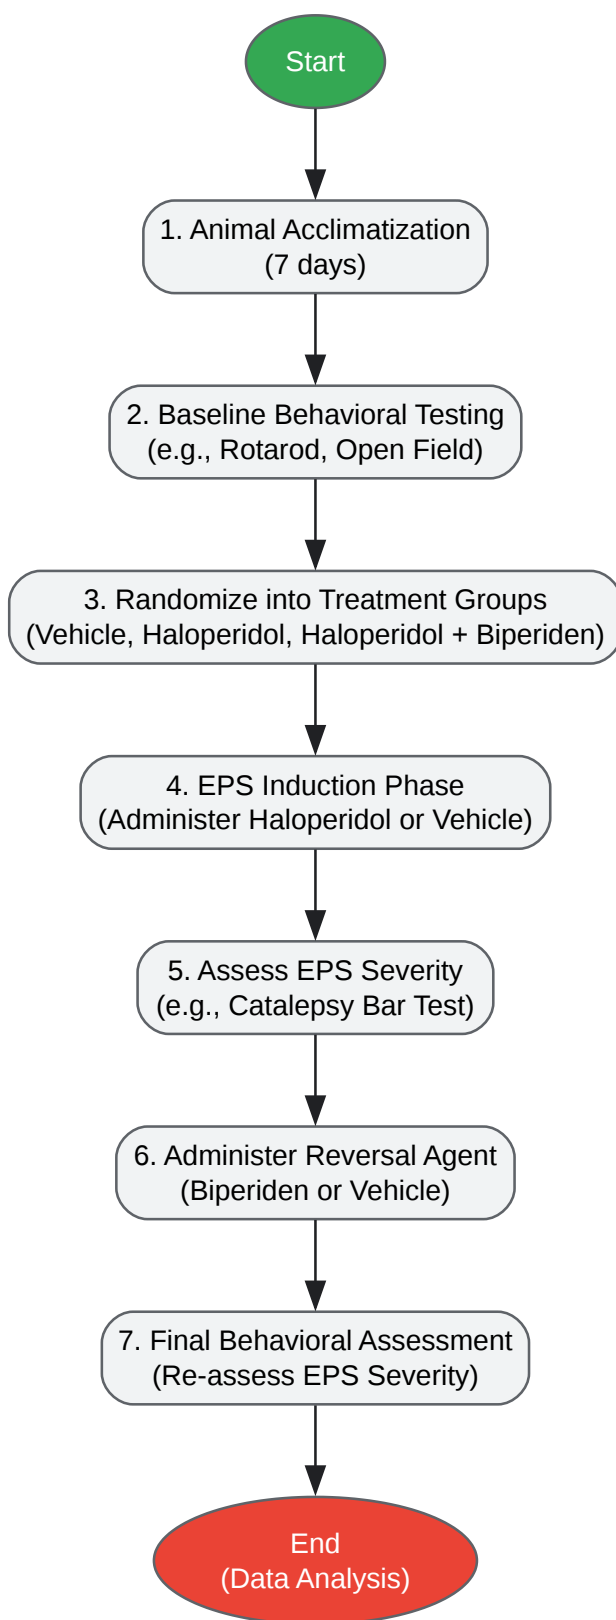 Start
1. Animal Acclimatization
(7 days)
2. Baseline Behavioral Testing
(e.g., Rotarod, Open Field)
3. Randomize into Treatment Groups
(Vehicle, Haloperidol, Haloperidol + Biperiden)
4. EPS Induction Phase
(Administer Haloperidol or Vehicle)
5. Assess EPS Severity
(e.g., Catalepsy Bar Test)
6. Administer Reversal Agent
(Biperiden or Vehicle)
7. Final Behavioral Assessment
(Re-assess EPS Severity)
End
(Data Analysis)